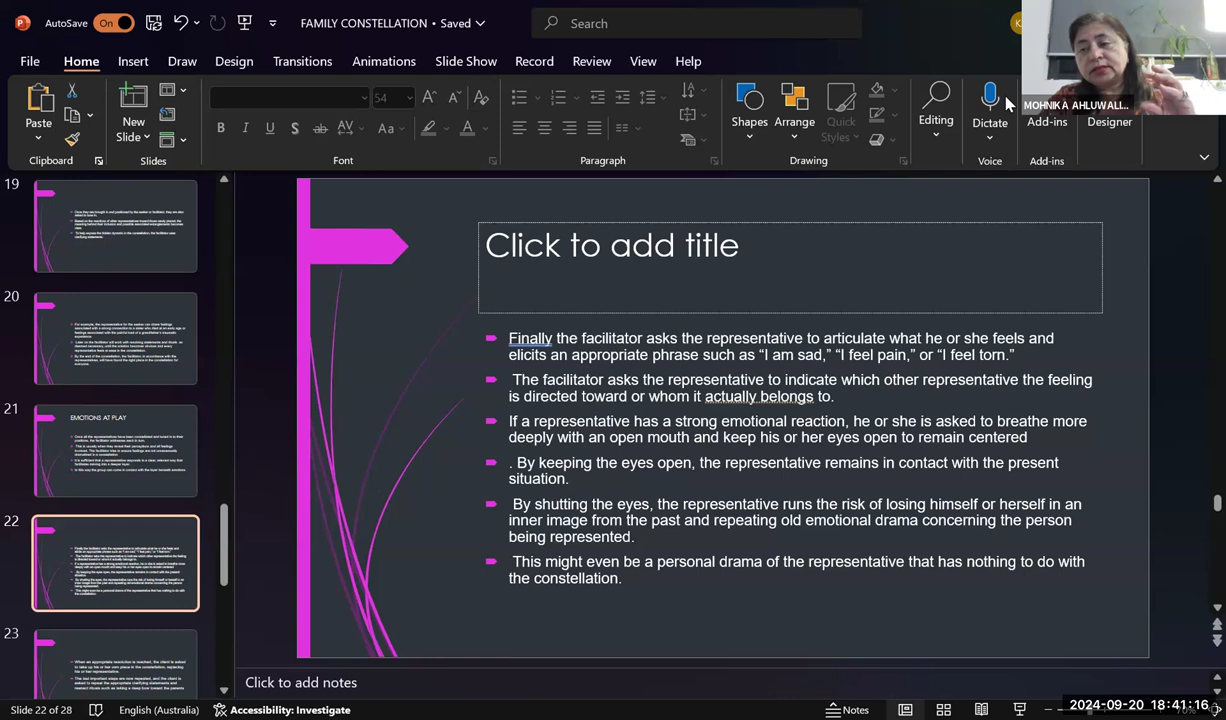 AutoSave On FAMILY CONSTELLATION • Saved Search
File Home Insert Draw Design Transitions Animations Slide Show Record Review View Help
MOHNIKA AHLUWALI...
54
Paste New Slide Shapes Arrange Quick Styles Editing Dictate Add-ins Designer
Clipboard Slides Font Paragraph Drawing Voice Add-ins
19
20
21
EMOTIONS AT PLAY
22
23
Click to add title
Finally the facilitator asks the representative to articulate what he or she feels and
elicits an appropriate phrase such as “I am sad,” “I feel pain,” or “I feel torn.”
The facilitator asks the representative to indicate which other representative the feeling
is directed toward or whom it actually belongs to.
If a representative has a strong emotional reaction, he or she is asked to breathe more
deeply with an open mouth and keep his or her eyes open to remain centered
. By keeping the eyes open, the representative remains in contact with the present
situation.
By shutting the eyes, the representative runs the risk of losing himself or herself in an
inner image from the past and repeating old emotional drama concerning the person
being represented.
This might even be a personal drama of the representative that has nothing to do with
the constellation.
Click to add notes
Slide 22 of 28 English (Australia) Accessibility: Investigate Notes
2024-09-20 18:41:16